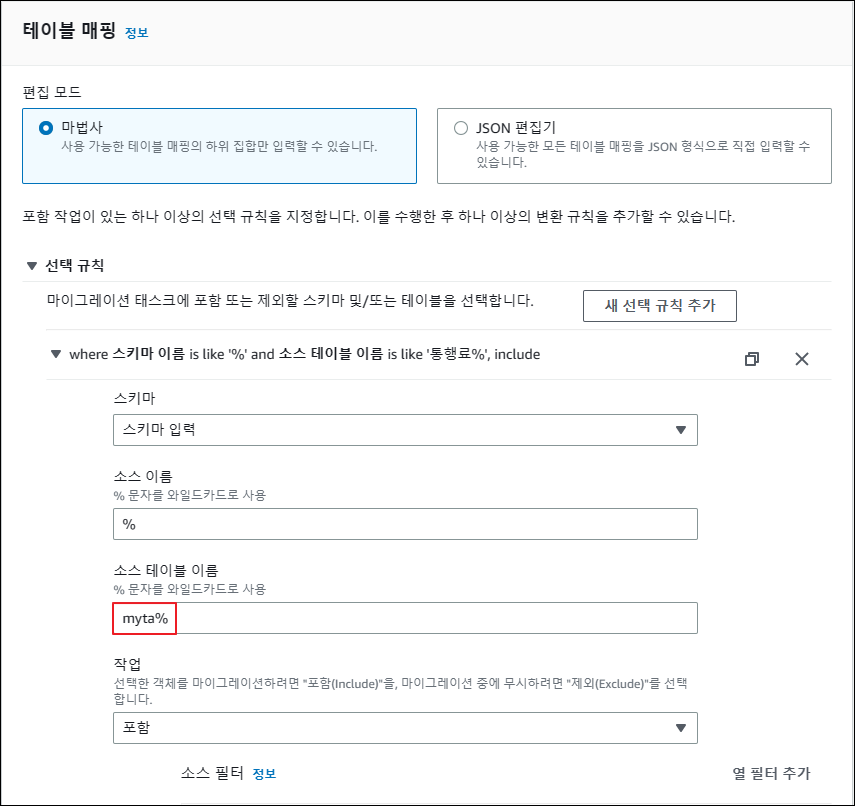 테이블 매핑 정보
편집 모드
마법사
사용 가능한 테이블 매핑의 하위 집합만 입력할 수 있습니다.
JSON 편집기
사용 가능한 모든 테이블 매핑을 JSON 형식으로 직접 입력할 수
있습니다.
포함 작업이 있는 하나 이상의 선택 규칙을 지정합니다. 이를 수행한 후 하나 이상의 변환 규칙을 추가할 수 있습니다.
선택 규칙
마이그레이션 태스크에 포함 또는 제외할 스키마 및/또는 테이블을 선택합니다.
새 선택 규칙 추가
where 스키마 이름 is like '%' and 소스 테이블 이름 is like '통행료%', include
스키마
스키마 입력
소스 이름
% 문자를 와일드카드로 사용
%
소스 테이블 이름
% 문자를 와일드카드로 사용
myta%
작업
선택한 객체를 마이그레이션하려면 "포함(Include)"을, 마이그레이션 중에 무시하려면 "제외(Exclude)"를 선택
합니다.
포함
소스 필터 정보
열 필터 추가